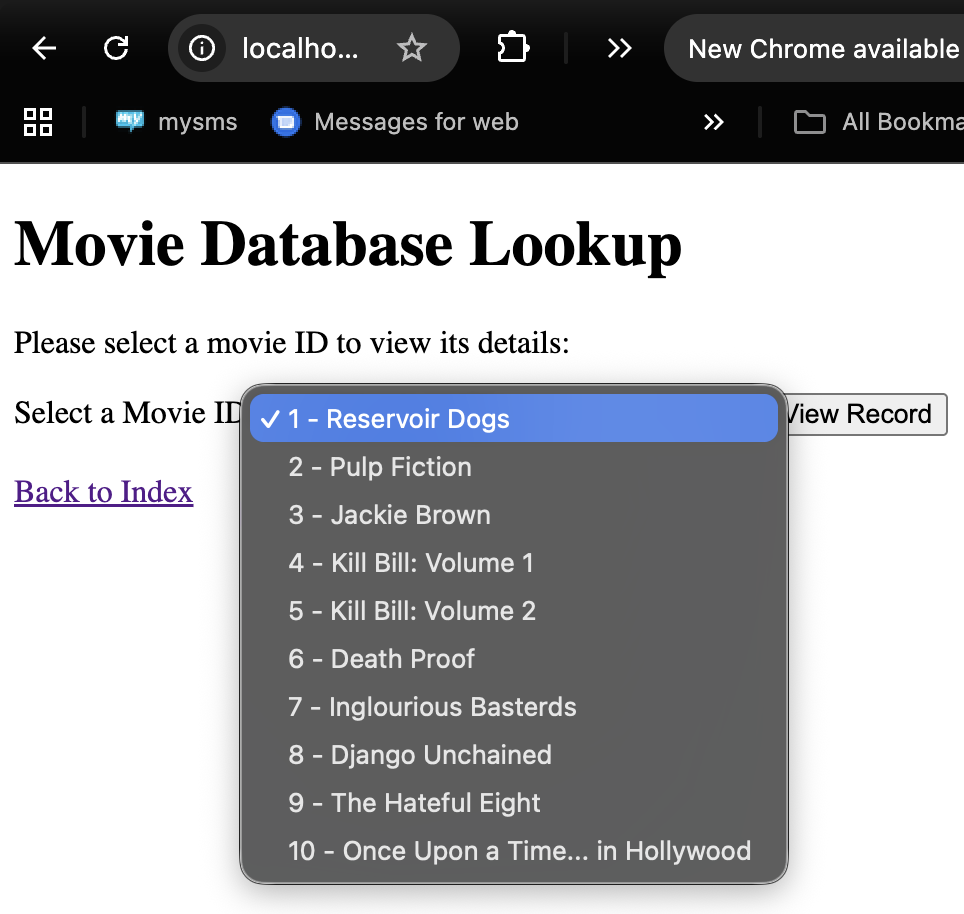 localho... New Chrome available
mysms Messages for web All Bookma
Movie Database Lookup
Please select a movie ID to view its details:
Select a Movie ID View Record
✓ 1 - Reservoir Dogs
2 - Pulp Fiction
Back to Index
3 - Jackie Brown
4 - Kill Bill: Volume 1
5 - Kill Bill: Volume 2
6 - Death Proof
7 - Inglourious Basterds
8 - Django Unchained
9 - The Hateful Eight
10 - Once Upon a Time... in Hollywood